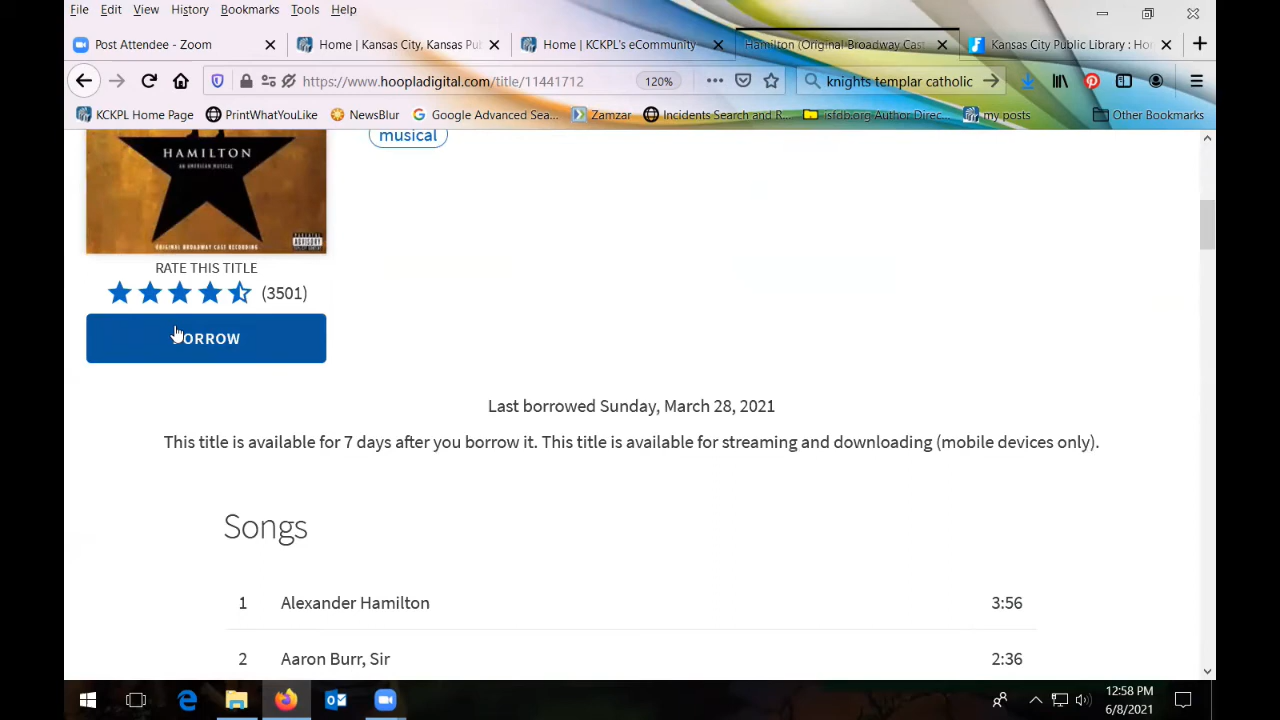 File Edit View History Bookmarks Tools Help
Post Attendee - Zoom Home | Kansas City, Kansas Pu Home | KCKPL's eCommunity Hamilton (Original Broadway Cast Kansas City Public Library : Ho
https://www.hoopladigital.com/title/11441712 120% knights templar catholic
KCKPL Home Page PrintWhatYouLike NewsBlur Google Advanced Sea... Zamzar Incidents Search and R... isfdb.org Author Direc... my posts Other Bookmarks
musical
HAMILTON
AN AMERICAN MUSICAL
ORIGINAL BROADWAY CAST RECORDING
ADVISORY
RATE THIS TITLE
(3501)
BORROW
Last borrowed Sunday, March 28, 2021
This title is available for 7 days after you borrow it. This title is available for streaming and downloading (mobile devices only).
Songs
1 Alexander Hamilton 3:56
2 Aaron Burr, Sir 2:36
12:58 PM
6/8/2021